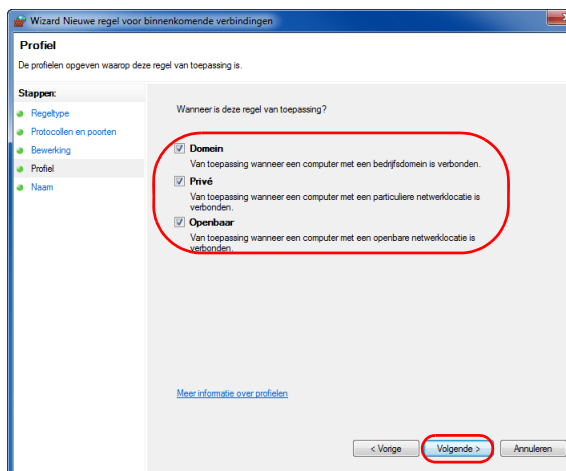 Wizard Nieuwe regel voor binnenkomende verbindingen
Profiel
De profielen opgeven waarop deze regel van toepassing is.
Stappen:
Regeltype
Protocollen en poorten
Bewerking
Profiel
Naam
Wanneer is deze regel van toepassing?
Domein
Van toepassing wanneer een computer met een bedrijfsdomein is verbonden.
Privé
Van toepassing wanneer een computer met een particuliere netwerklocatie is
verbonden.
Openbaar
Van toepassing wanneer een computer met een openbare netwerklocatie is
verbonden.
Meer informatie over profielen
< Vorige
Volgende >
Annuleren